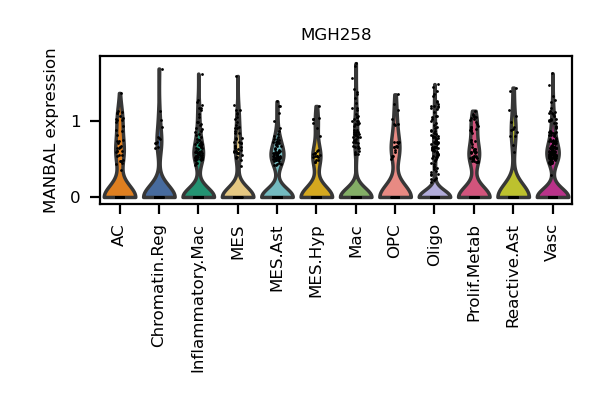 MGH258
MANBAL expression
1
0
AC
Chromatin.Reg
Inflammatory.Mac
MES
MES.Ast
MES.Hyp
Mac
OPC
Oligo
Prolif.Metab
Reactive.Ast
Vasc